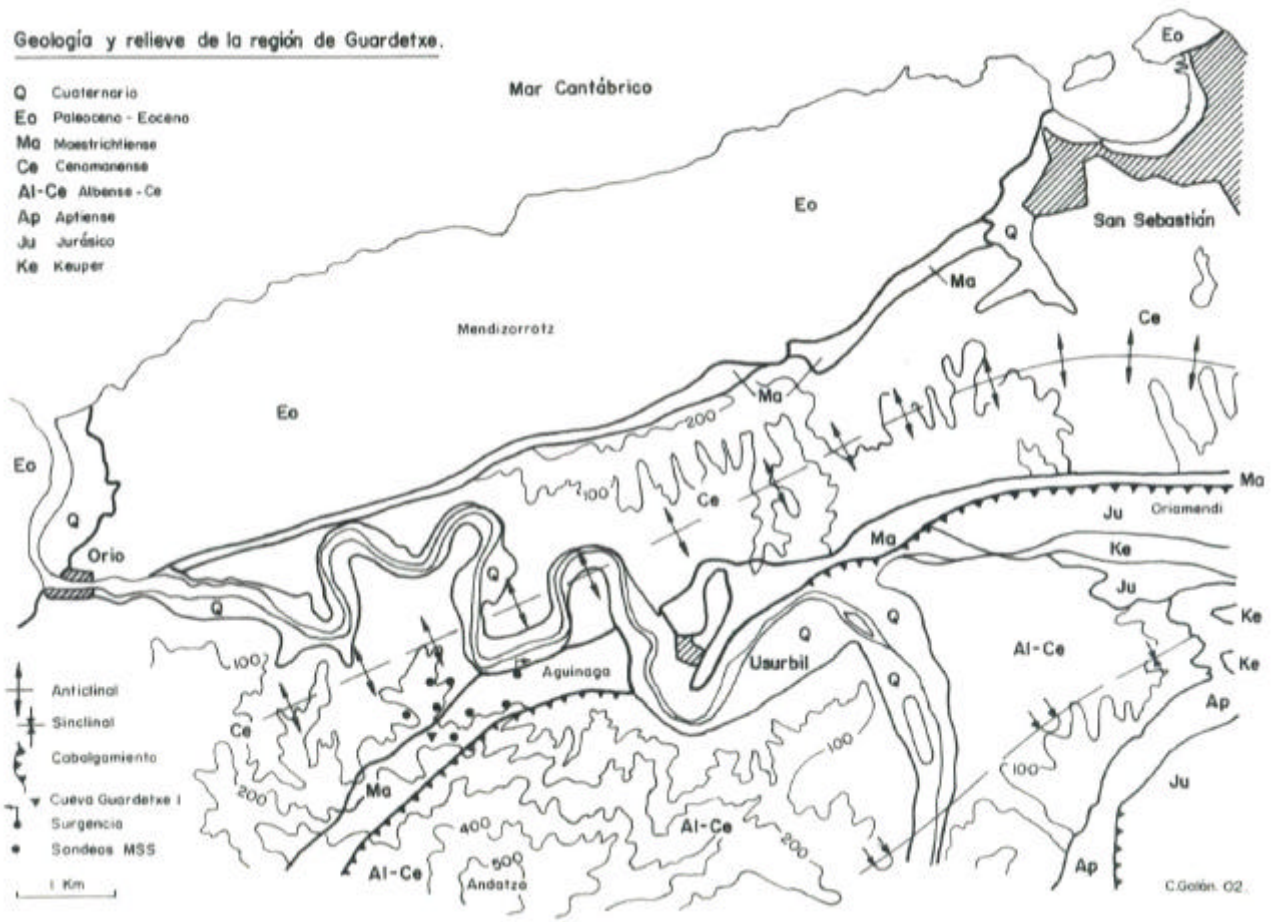 Geología y relieve de la región de Guardetxe.
Q Cuaternario
Eo Paleoceno - Eoceno
Ma Maestrichtiense
Ce Cenomanense
Al-Ce Albense - Ce
Ap Aptiense
Ju Jurásico
Ke Keuper
Mar Cantábrico
Eo
Eo
San Sebastián
Q
Ma
Ce
Mendizorrotz
Eo
Ma
200
Eo
100
Ce
Ma
Ju Oriamendi
Q
Ma
Ke
Orio
Q
Ju
Q
Q
Q
Ke
Usurbil
Al-Ce
100
Aguinaga
Ke
Q
Ap
Anticlinal
Sinclinal
Cabalgamiento
Cueva Guardetxe I
Surgencia
Sondeos MSS
1 Km
Ce
100
100
Ju
200
Ma
400
Al-Ce
200
500
Al-Ce
Andatza
Ap
C.Galán. 02.